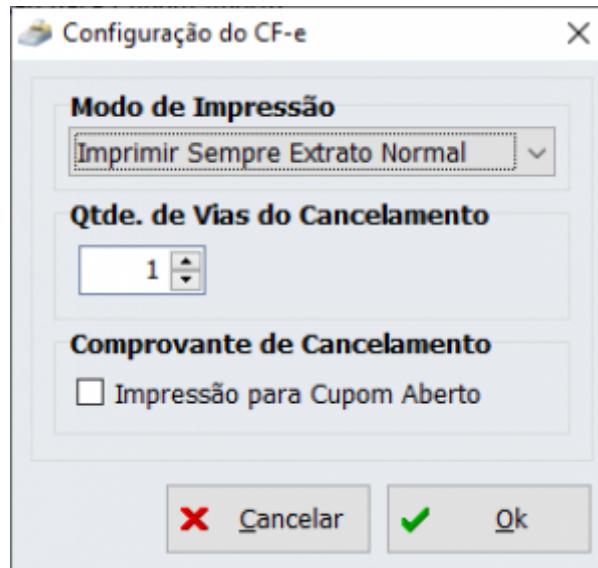 Configuração do CF-e
Modo de Impressão
Imprimir Sempre Extrato Normal
Qtde. de Vias do Cancelamento
1
Comprovante de Cancelamento
Impressão para Cupom Aberto
Cancelar
Ok